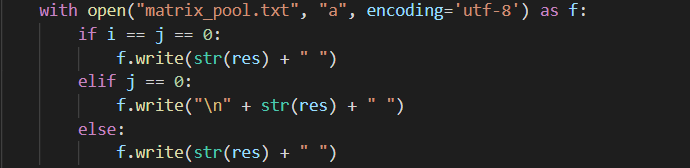 with open("matrix_pool.txt", "a", encoding='utf-8') as f:
    if i == j == 0:
        f.write(str(res) + " ")
    elif j == 0:
        f.write("\n" + str(res) + " ")
    else:
        f.write(str(res) + " ")